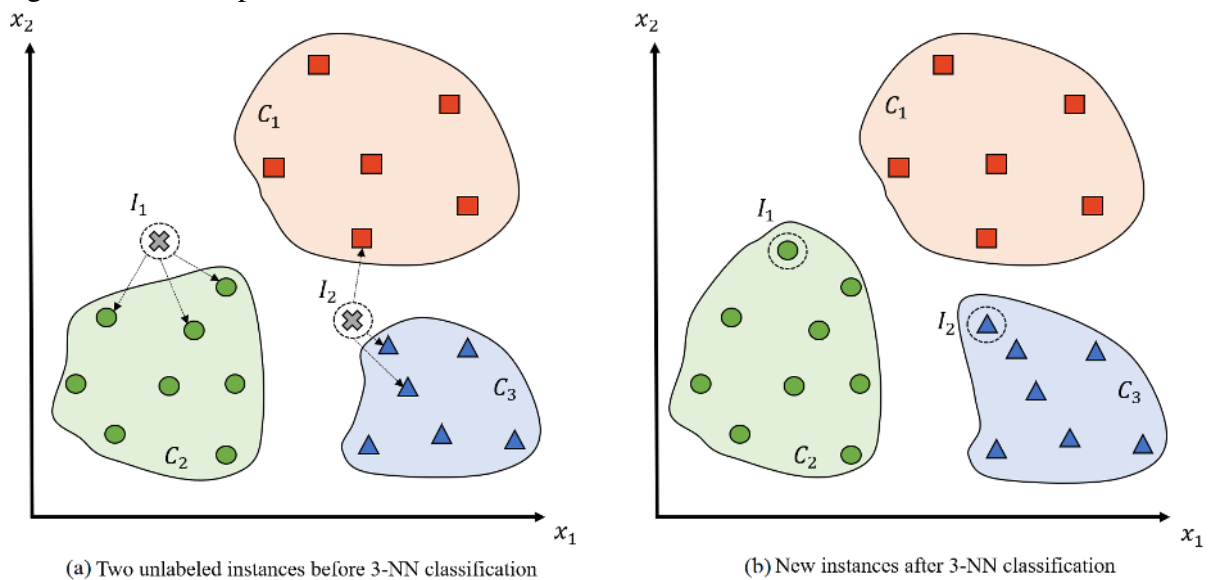 x₂
C₁
I₁
I₂
C₃
C₂
x₁
(a) Two unlabeled instances before 3-NN classification
x₂
C₁
I₁
I₂
C₃
C₂
x₁
(b) New instances after 3-NN classification